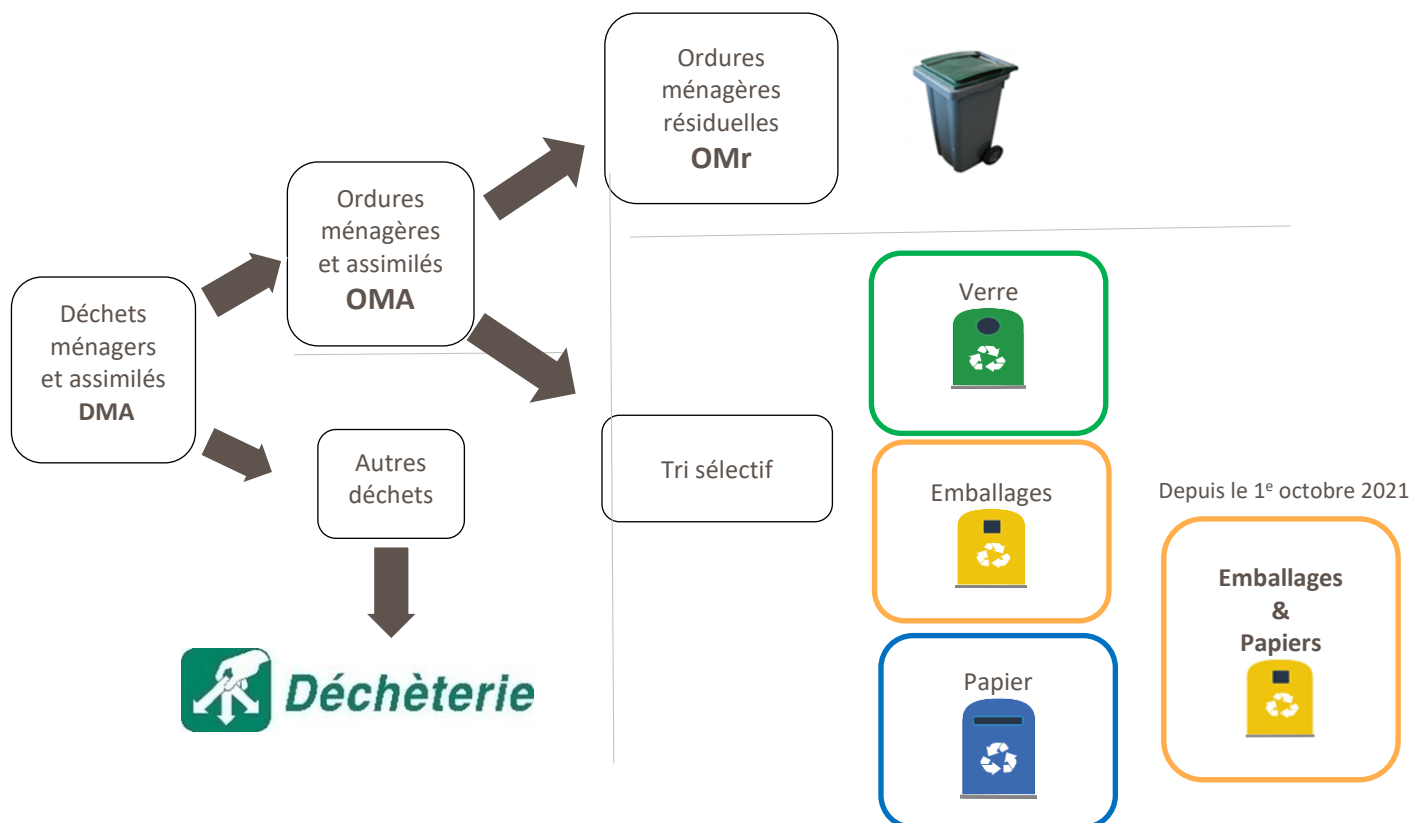 Ordures
ménagères
résiduelles
OMr
Ordures
ménagères
et assimilés
OMA
Déchets
ménagers
et assimilés
DMA
Autres
déchets
Déchèterie
Tri sélectif
Verre
Emballages
Papier
Depuis le 1e octobre 2021
Emballages
&
Papiers